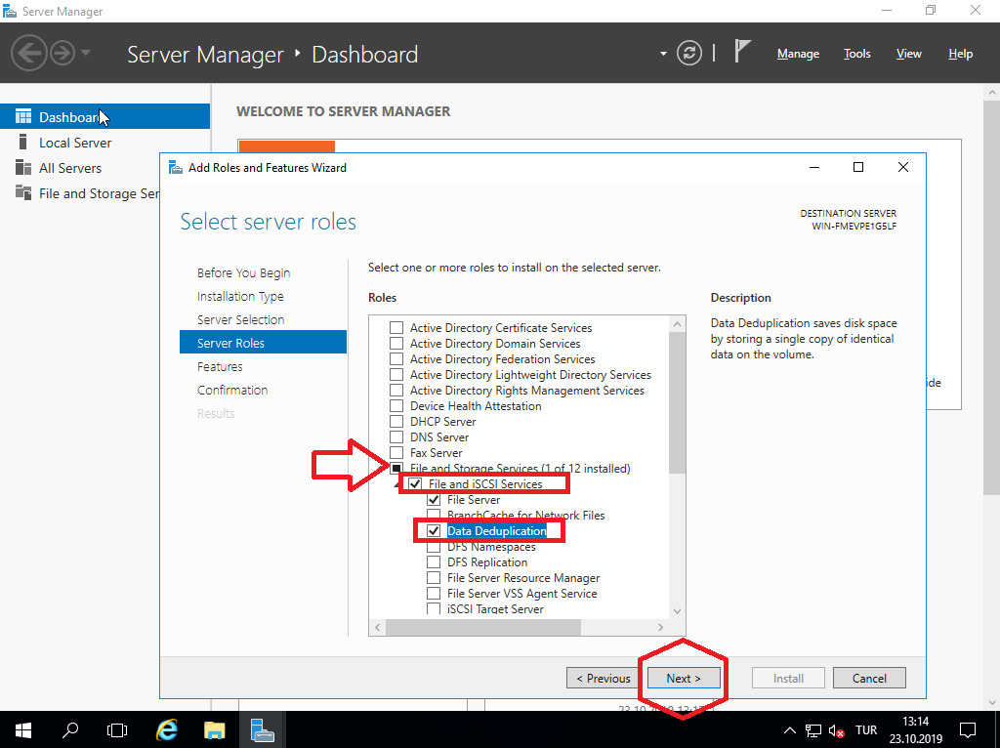 Server Manager
Server Manager ‣ Dashboard
Manage Tools View Help
Dashboard
Local Server
All Servers
File and Storage Ser
WELCOME TO SERVER MANAGER
Add Roles and Features Wizard
Select server roles
DESTINATION SERVER
WIN-FMEVPE1G5LF
Before You Begin
Installation Type
Server Selection
Server Roles
Features
Confirmation
Results
Select one or more roles to install on the selected server.
Roles
Active Directory Certificate Services
Active Directory Domain Services
Active Directory Federation Services
Active Directory Lightweight Directory Services
Active Directory Rights Management Services
Device Health Attestation
DHCP Server
DNS Server
Fax Server
File and Storage Services (1 of 12 installed)
File and iSCSI Services
File Server
BranchCache for Network Files
Data Deduplication
DFS Namespaces
DFS Replication
File Server Resource Manager
File Server VSS Agent Service
iSCSI Target Server
Description
Data Deduplication saves disk space
by storing a single copy of identical
data on the volume.
ide
< Previous
Next >
Install
Cancel
TUR
13:14
23.10.2019